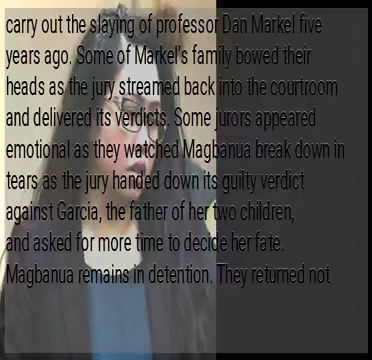 carry out the slaying of professor Dan Markel five
years ago. Some of Markel's family bowed their
heads as the jury streamed back into the courtroom
and delivered its verdicts. Some jurors appeared
emotional as they watched Magbanua break down in
tears as the jury handed down its guilty verdict
against Garcia, the father of her two children,
and asked for more time to decide her fate.
Magbanua remains in detention. They returned not